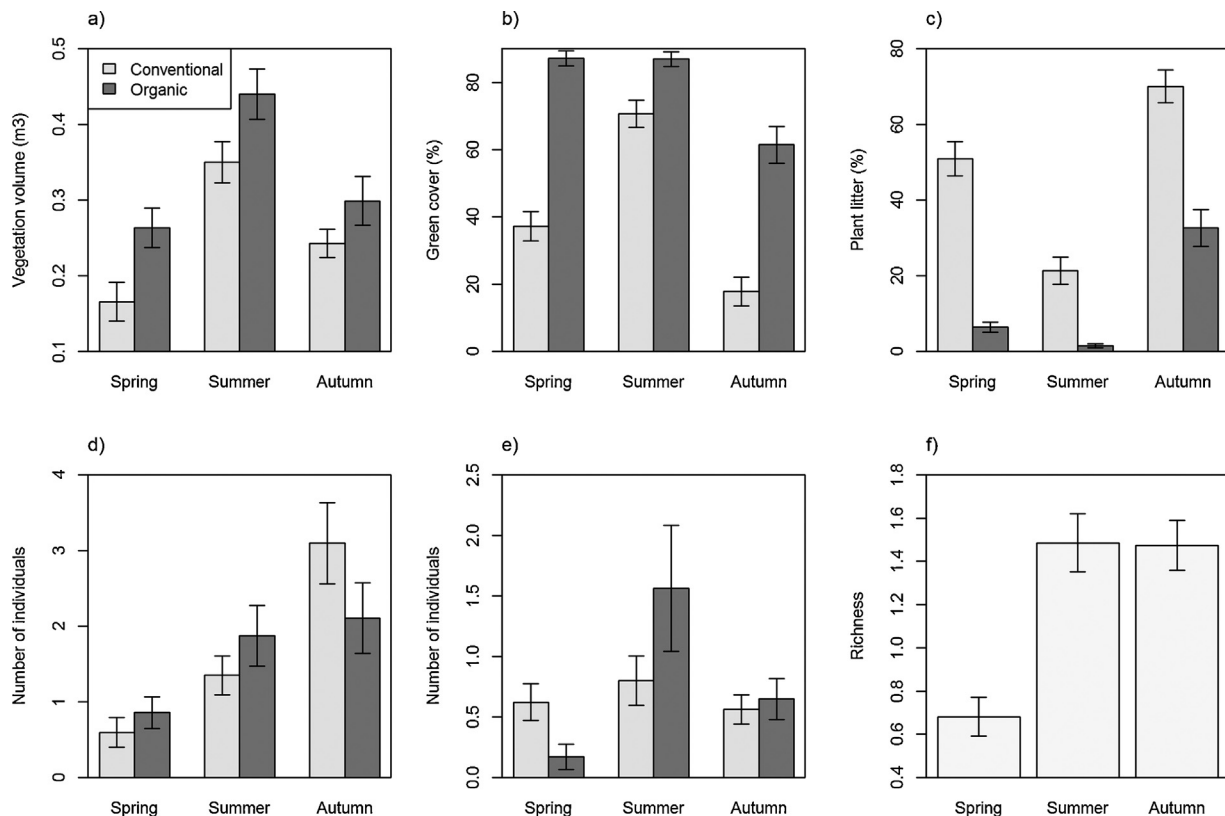 a)
Vegetation volume (m3)
0.5
0.4
0.3
0.2
0.1
Conventional
Organic
Spring Summer Autumn
b)
Green cover (%)
80
60
40
20
0
Spring Summer Autumn
c)
Plant litter (%)
80
60
40
20
0
Spring Summer Autumn
d)
Number of individuals
4
3
2
1
0
Spring Summer Autumn
e)
Number of individuals
2.5
2.0
1.5
1.0
0.5
0.0
Spring Summer Autumn
f)
Richness
1.8
1.6
1.4
1.2
1.0
0.8
0.6
0.4
Spring Summer Autumn